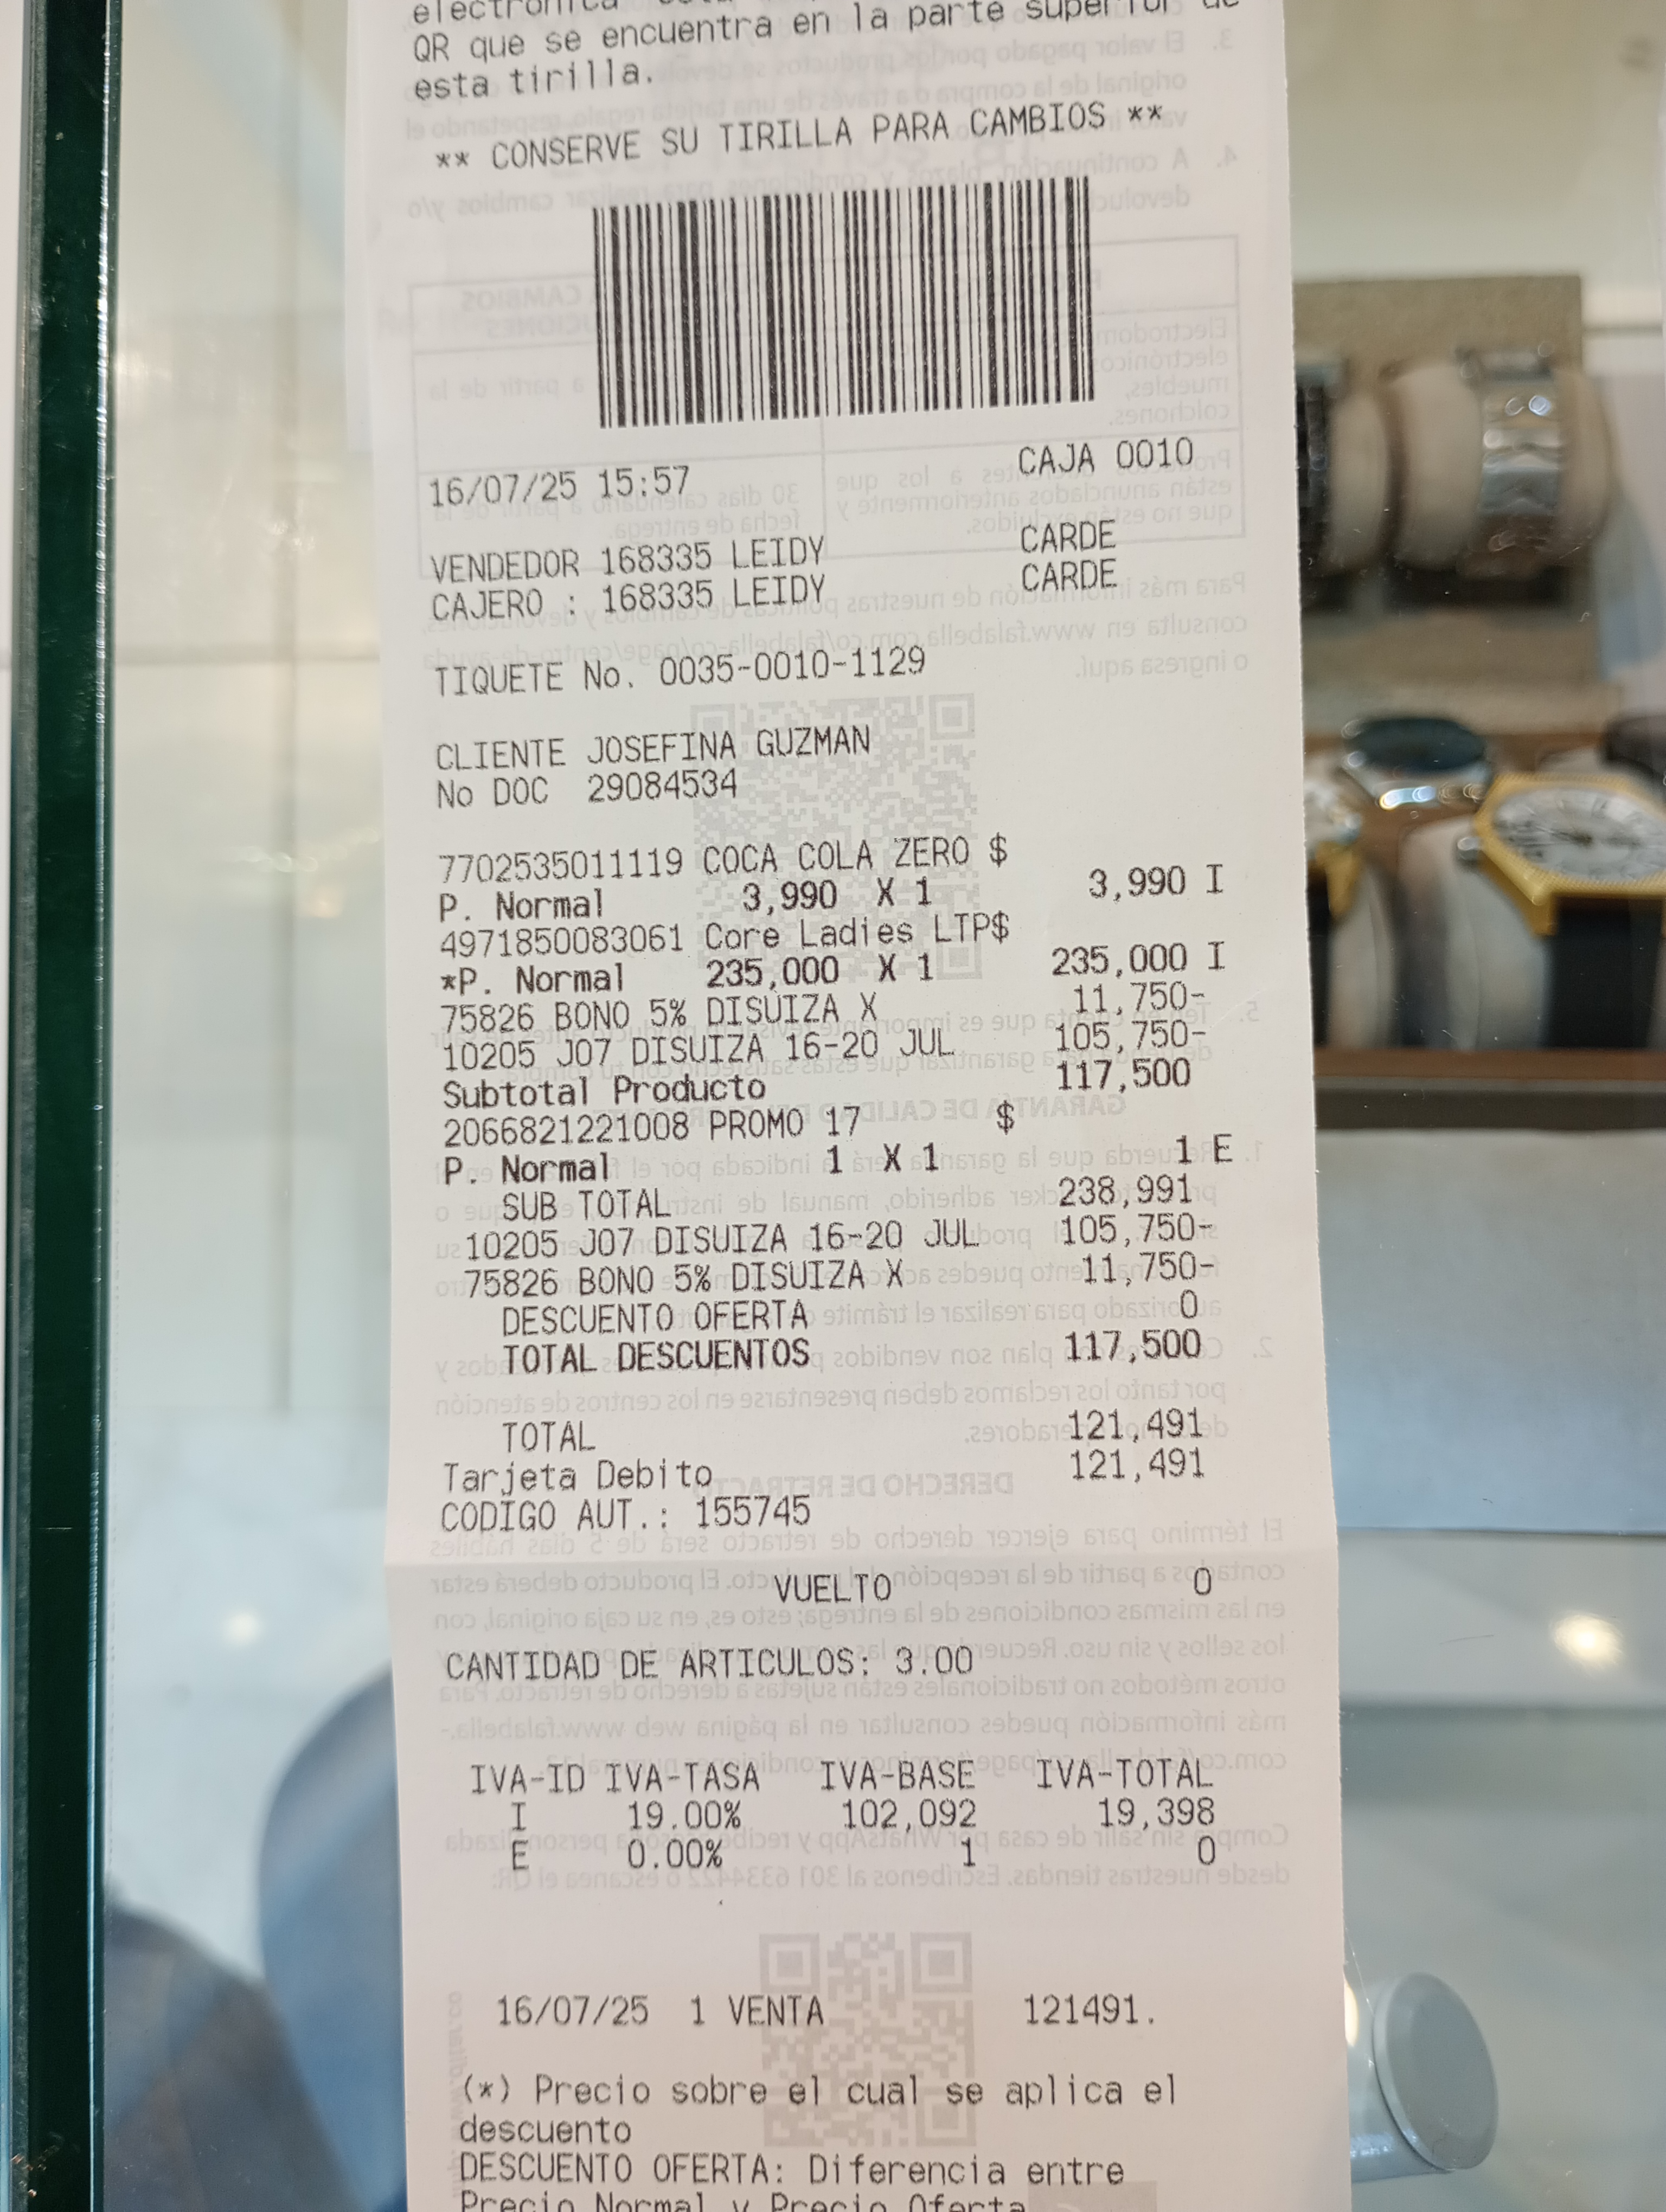 electrónica
QR que se encuentra en la parte superior de
esta tirilla.
** CONSERVE SU TIRILLA PARA CAMBIOS **
16/07/25 15:57 CAJA 0010
VENDEDOR 168335 LEIDY CARDE
CAJERO : 168335 LEIDY CARDE
TIQUETE No. 0035-0010-1129
CLIENTE JOSEFINA GUZMAN
No DOC 29084534
7702535011119 COCA COLA ZERO $
P. Normal 3,990 X 1 3,990 I
4971850083061 Core Ladies LTP$
*P. Normal 235,000 X 1 235,000 I
75826 BONO 5% DISUIZA X 11,750-
10205 J07 DISUIZA 16-20 JUL 105,750-
Subtotal Producto 117,500
2066821221008 PROMO 17 $
P. Normal 1 X 1 1 E
SUB TOTAL 238,991
10205 J07 DISUIZA 16-20 JUL 105,750-
75826 BONO 5% DISUIZA X 11,750-
DESCUENTO OFERTA 0
TOTAL DESCUENTOS 117,500
TOTAL 121,491
Tarjeta Debito 121,491
CODIGO AUT.: 155745
VUELTO 0
CANTIDAD DE ARTICULOS: 3.00
IVA-ID IVA-TASA IVA-BASE IVA-TOTAL
I 19.00% 102,092 19,398
E 0.00% 1 0
16/07/25 1 VENTA 121491.
(*) Precio sobre el cual se aplica el
descuento
DESCUENTO OFERTA: Diferencia entre
Precio Normal y Precio Oferta